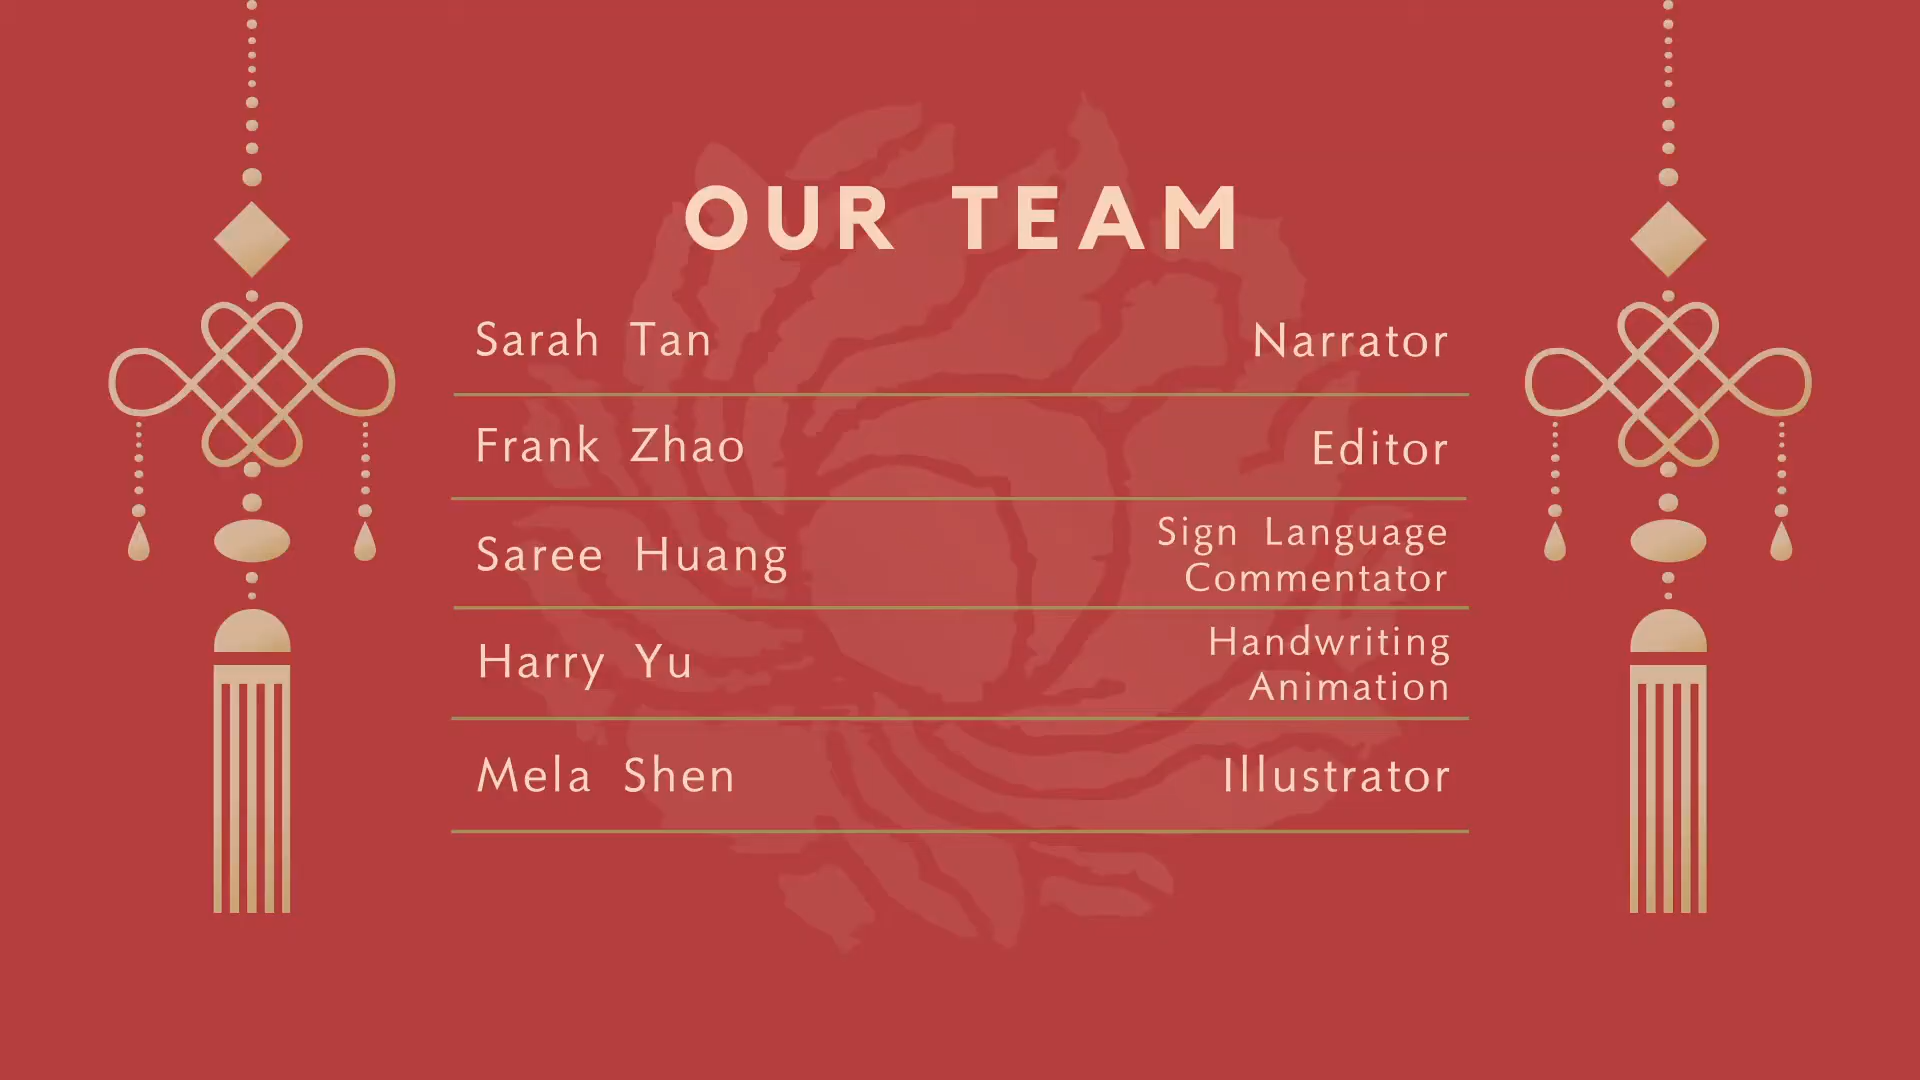 OUR TEAM
Sarah Tan
Narrator
Frank Zhao
Editor
Saree Huang
Sign Language
Commentator
Harry Yu
Handwriting
Animation
Mela Shen
Illustrator